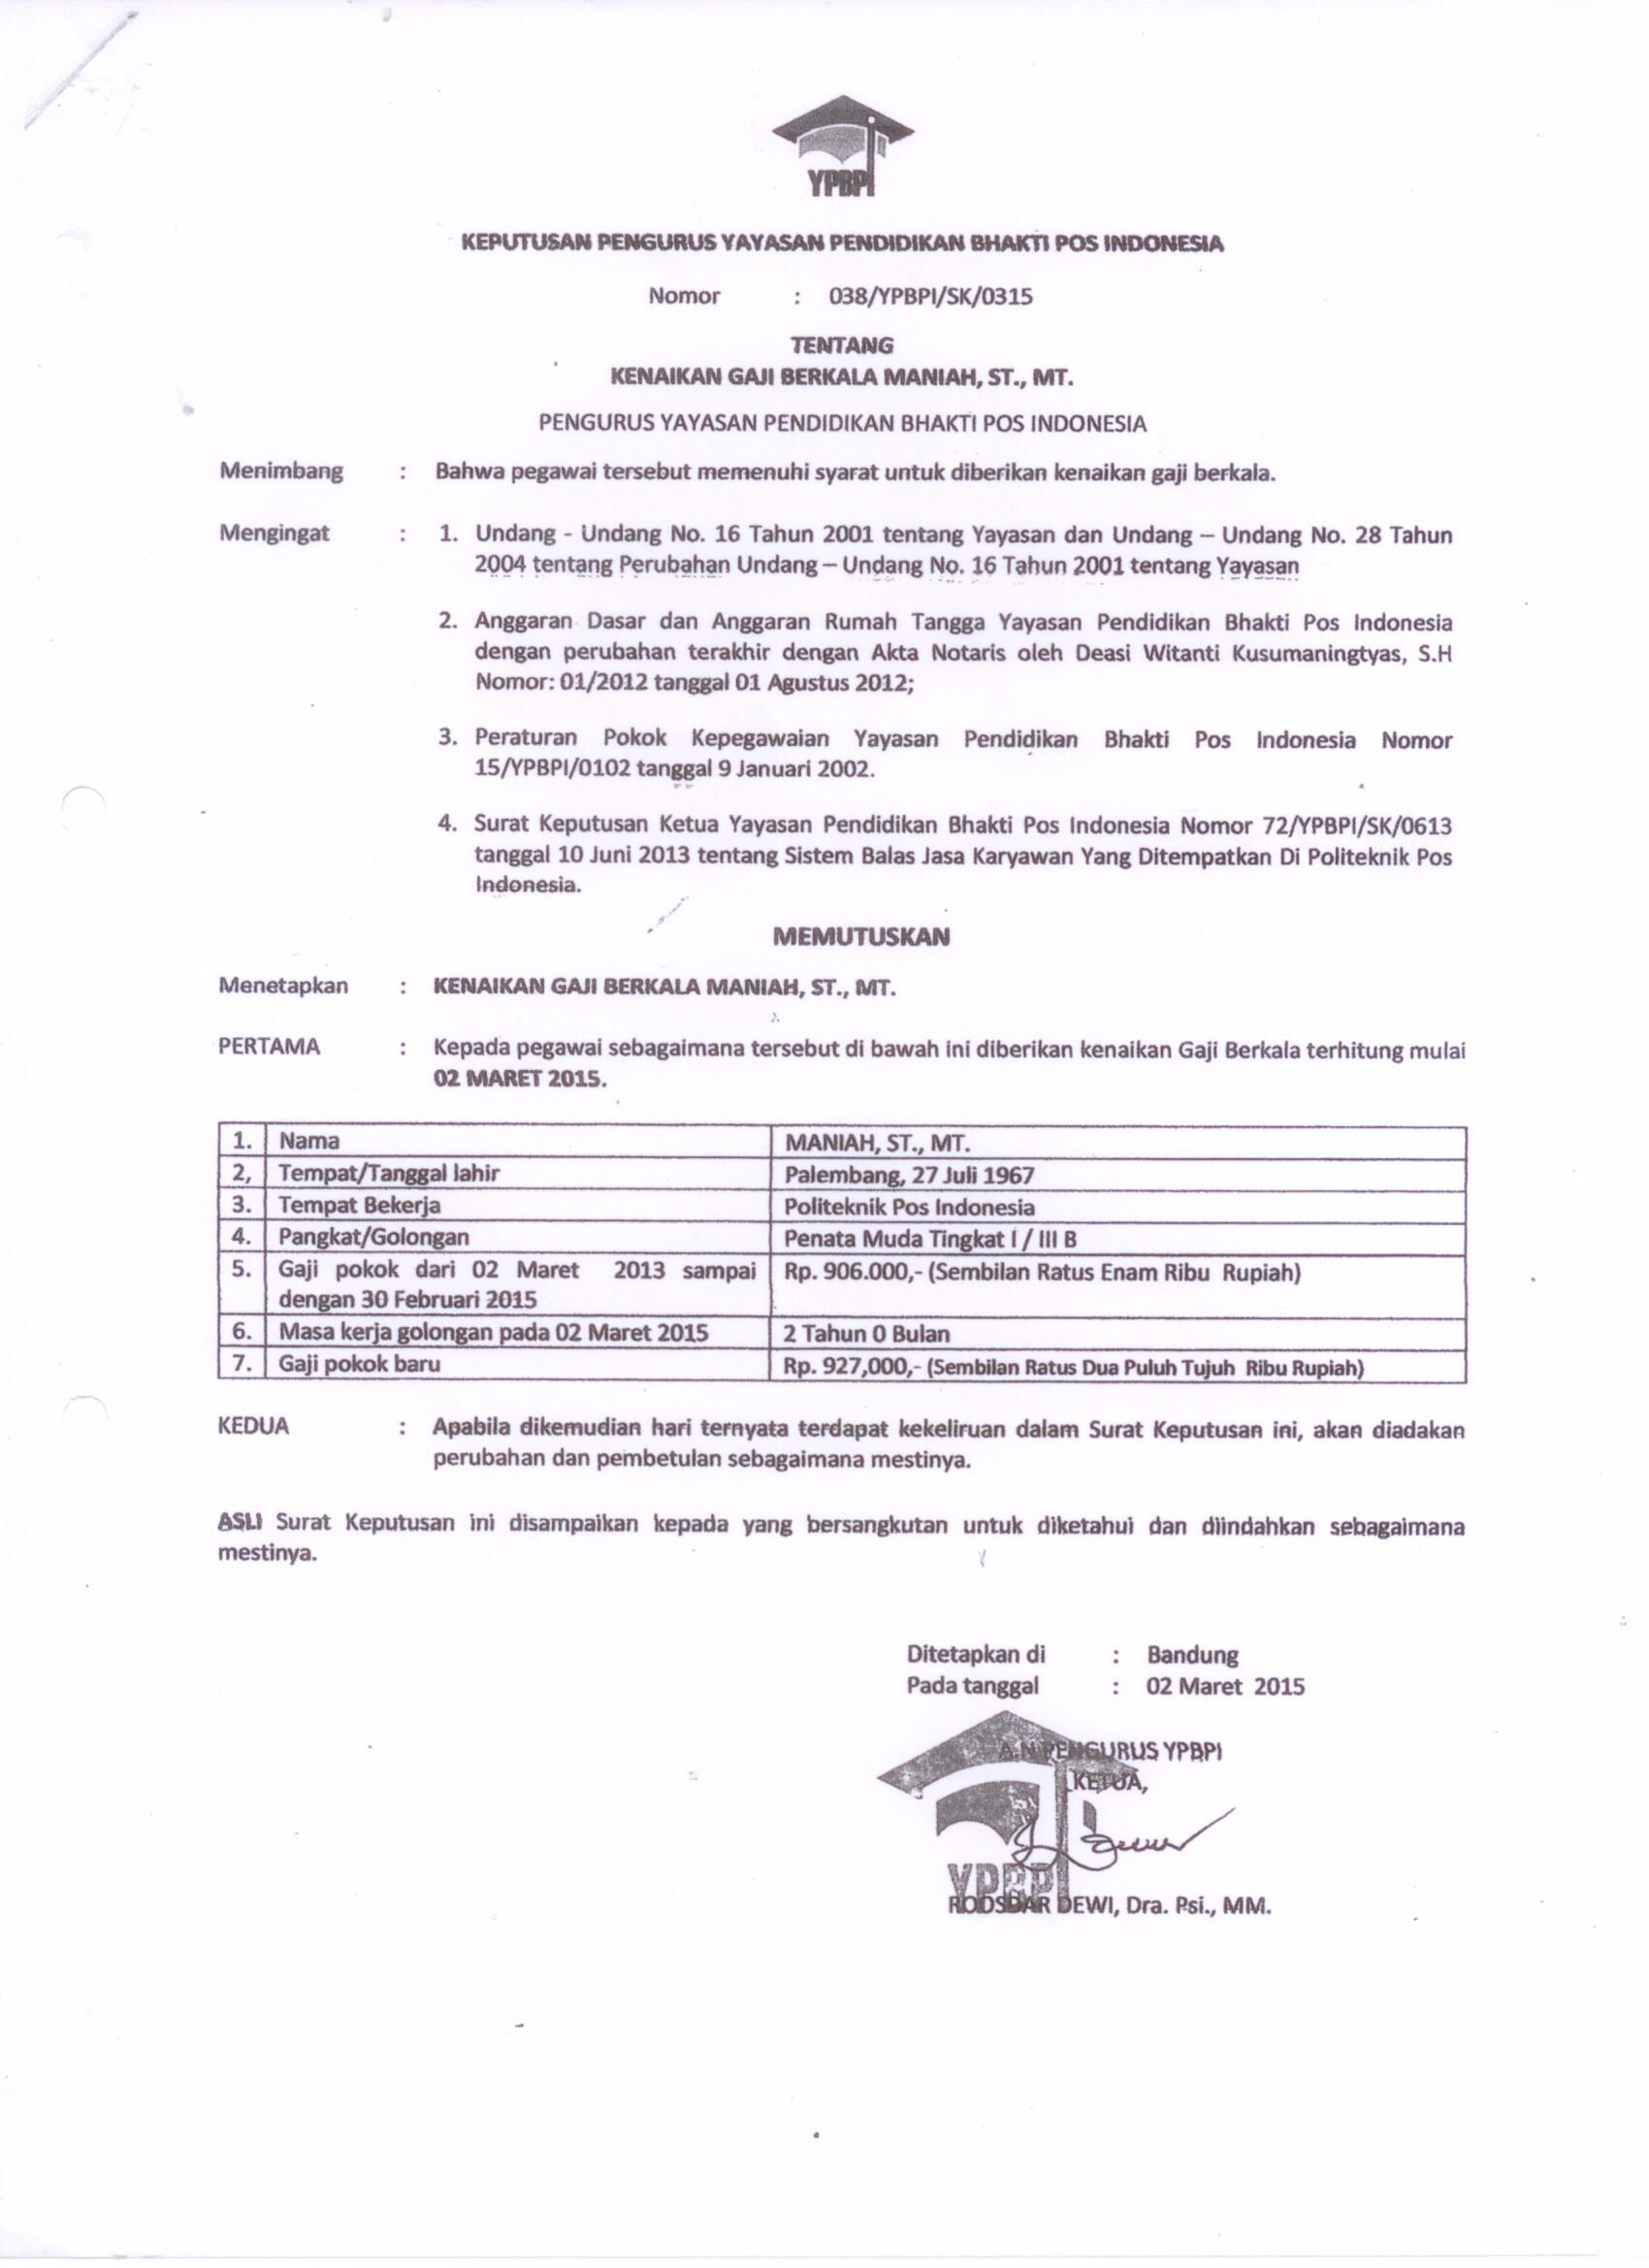 YPBPI
KEPUTUSAN PENGURUS YAYASAN PENDIDIKAN BHAKTI POS INDONESIA
Nomor : 038/YPBPI/SK/0315
TENTANG
KENAIKAN GAJI BERKALA MANIAH, ST., MT.
PENGURUS YAYASAN PENDIDIKAN BHAKTI POS INDONESIA
Menimbang : Bahwa pegawai tersebut memenuhi syarat untuk diberikan kenaikan gaji berkala.
Mengingat : 1. Undang - Undang No. 16 Tahun 2001 tentang Yayasan dan Undang – Undang No. 28 Tahun
2004 tentang Perubahan Undang – Undang No. 16 Tahun 2001 tentang Yayasan
2. Anggaran Dasar dan Anggaran Rumah Tangga Yayasan Pendidikan Bhakti Pos Indonesia
dengan perubahan terakhir dengan Akta Notaris oleh Deasi Witanti Kusumaningtyas, S.H
Nomor: 01/2012 tanggal 01 Agustus 2012;
3. Peraturan Pokok Kepegawaian Yayasan Pendidikan Bhakti Pos Indonesia Nomor
15/YPBPI/0102 tanggal 9 Januari 2002.
4. Surat Keputusan Ketua Yayasan Pendidikan Bhakti Pos Indonesia Nomor 72/YPBPI/SK/0613
tanggal 10 Juni 2013 tentang Sistem Balas Jasa Karyawan Yang Ditempatkan Di Politeknik Pos
Indonesia.
MEMUTUSKAN
Menetapkan : KENAIKAN GAJI BERKALA MANIAH, ST., MT.
PERTAMA : Kepada pegawai sebagaimana tersebut di bawah ini diberikan kenaikan Gaji Berkala terhitung mulai
02 MARET 2015.
1. Nama MANIAH, ST., MT.
2, Tempat/Tanggal lahir Palembang, 27 Juli 1967
3. Tempat Bekerja Politeknik Pos Indonesia
4. Pangkat/Golongan Penata Muda Tingkat I / III B
5. Gaji pokok dari 02 Maret 2013 sampai Rp. 906.000,- (Sembilan Ratus Enam Ribu Rupiah)
dengan 30 Februari 2015
6. Masa kerja golongan pada 02 Maret 2015 2 Tahun 0 Bulan
7. Gaji pokok baru Rp. 927,000,- (Sembilan Ratus Dua Puluh Tujuh Ribu Rupiah)
KEDUA : Apabila dikemudian hari ternyata terdapat kekeliruan dalam Surat Keputusan ini, akan diadakan
perubahan dan pembetulan sebagaimana mestinya.
ASLI Surat Keputusan ini disampaikan kepada yang bersangkutan untuk diketahui dan diindahkan sebagaimana
mestinya.
Ditetapkan di : Bandung
Pada tanggal : 02 Maret 2015
A.N PENGURUS YPBPI
KETUA,
YPBPI
ROOSDAR DEWI, Dra. Psi., MM.